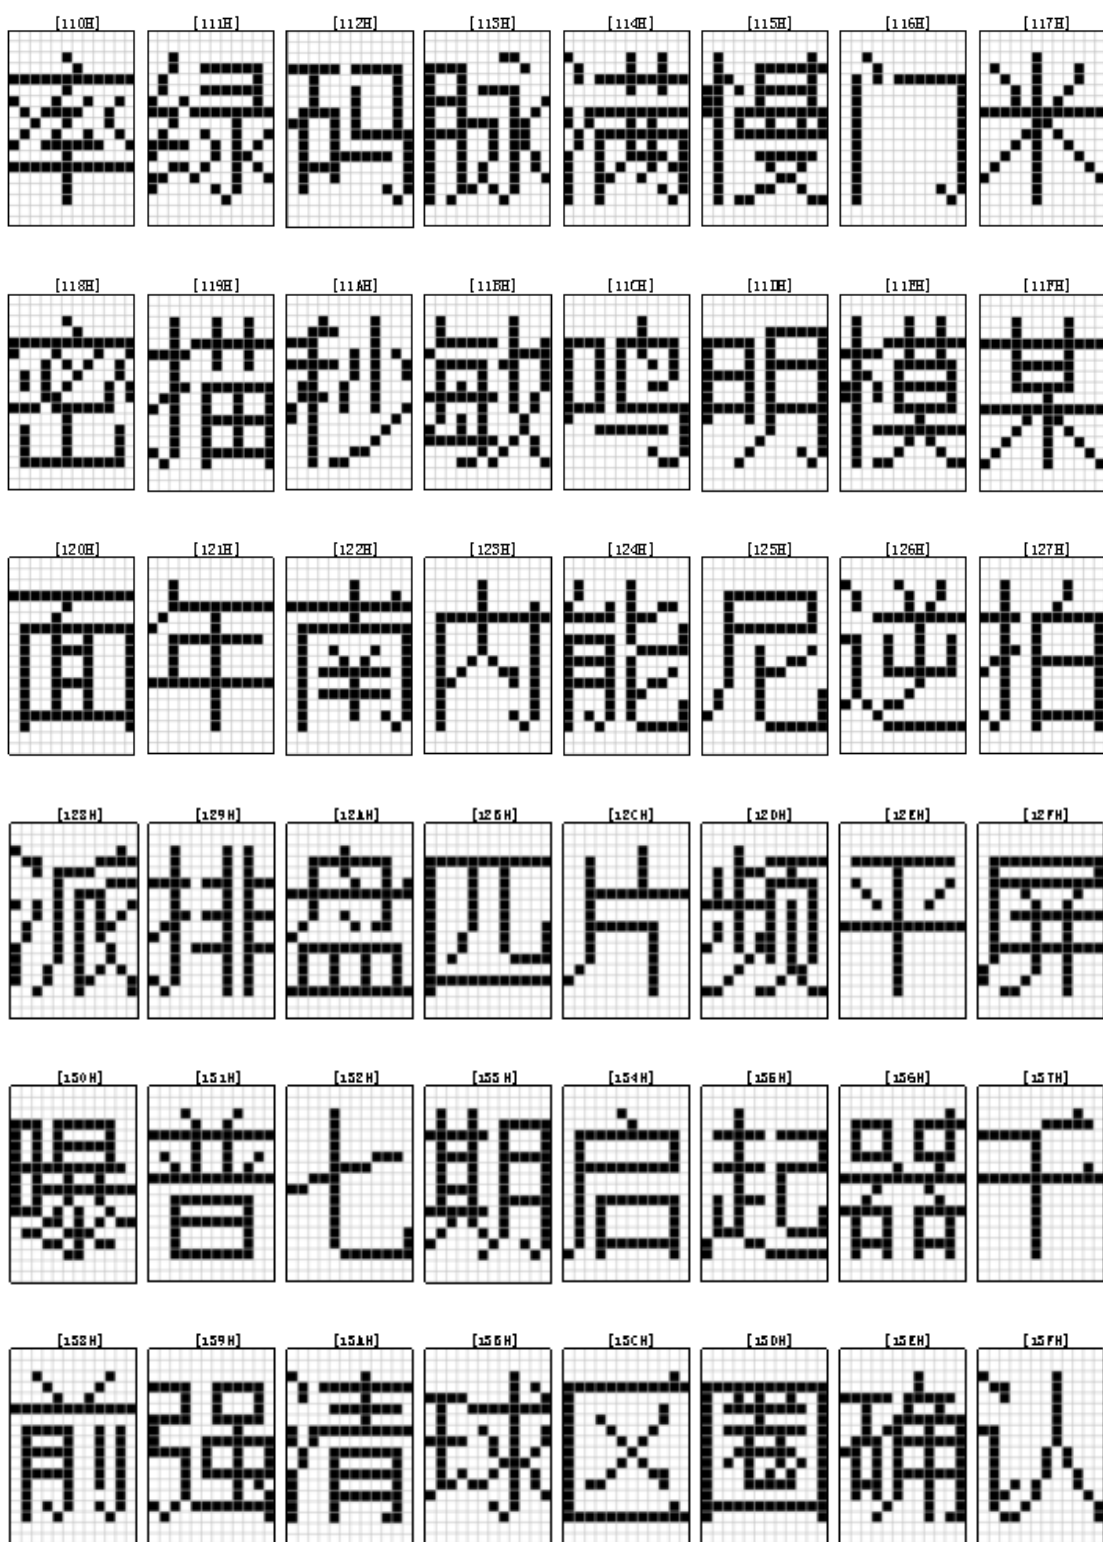 [110H] [111H] [112H] [113H] [114H] [115H] [116H] [117H]
率 绿 码 脉 满 慢 门 米
[118H] [119H] [11AH] [11BH] [11CH] [11DH] [11EH] [11FH]
密 描 秒 鸣 明 模 某
[120H] [121H] [122H] [123H] [124H] [125H] [126H] [127H]
面 年 南 内 能 尼 逆 拍
[128H] [129H] [12AH] [12BH] [12CH] [12DH] [12EH] [12FH]
派 排 盘 匹 片 频 平 屏
[130H] [131H] [132H] [133H] [134H] [135H] [136H] [137H]
曝 普 七 期 启 起 器 千
[138H] [139H] [13AH] [13BH] [13CH] [13DH] [13EH] [13FH]
前 强 清 球 区 圈 确 认